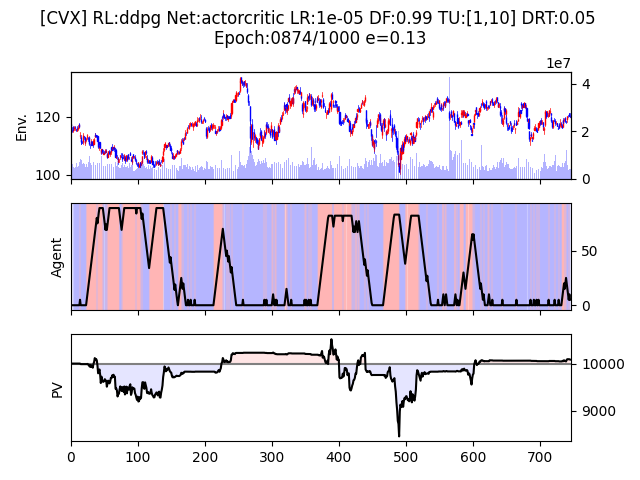 [CVX] RL:ddpg Net:actorcritic LR:1e-05 DF:0.99 TU:[1,10] DRT:0.05
Epoch:0874/1000 e=0.13
1e7
Env.
120
100
4
2
0
Agent
50
0
PV
10000
9000
0 100 200 300 400 500 600 700